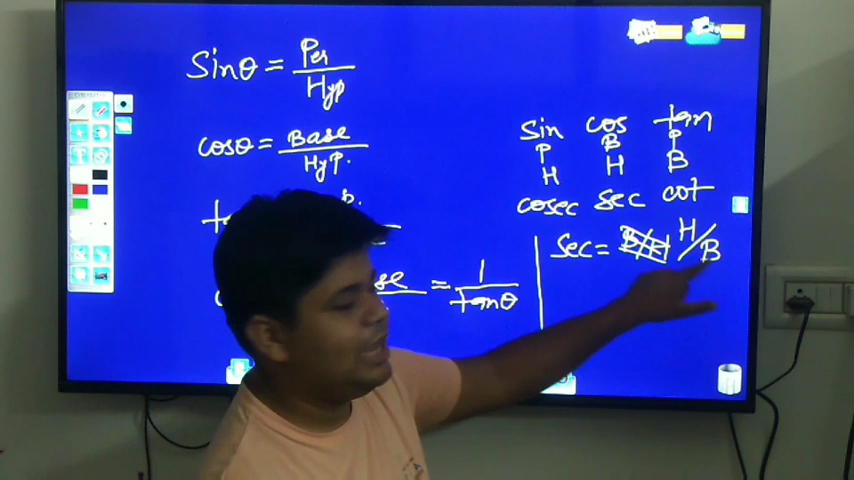 Sinθ = Per
Hyp
cosθ = Base
Hyp.
P.
= 1
tanθ
Sin cos tan
P B P
H H B
cosec sec cot
Sec = H/B